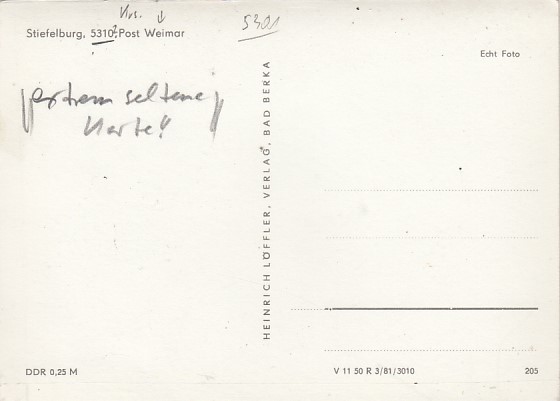 Krs. ↓
5301
Stiefelburg, 5310?, Post Weimar
Echt Foto
extrem seltene
Karte!!
HEINRICH LÖFFLER, VERLAG, BAD BERKA
DDR 0,25 M
V 11 50 R 3/81/3010
205